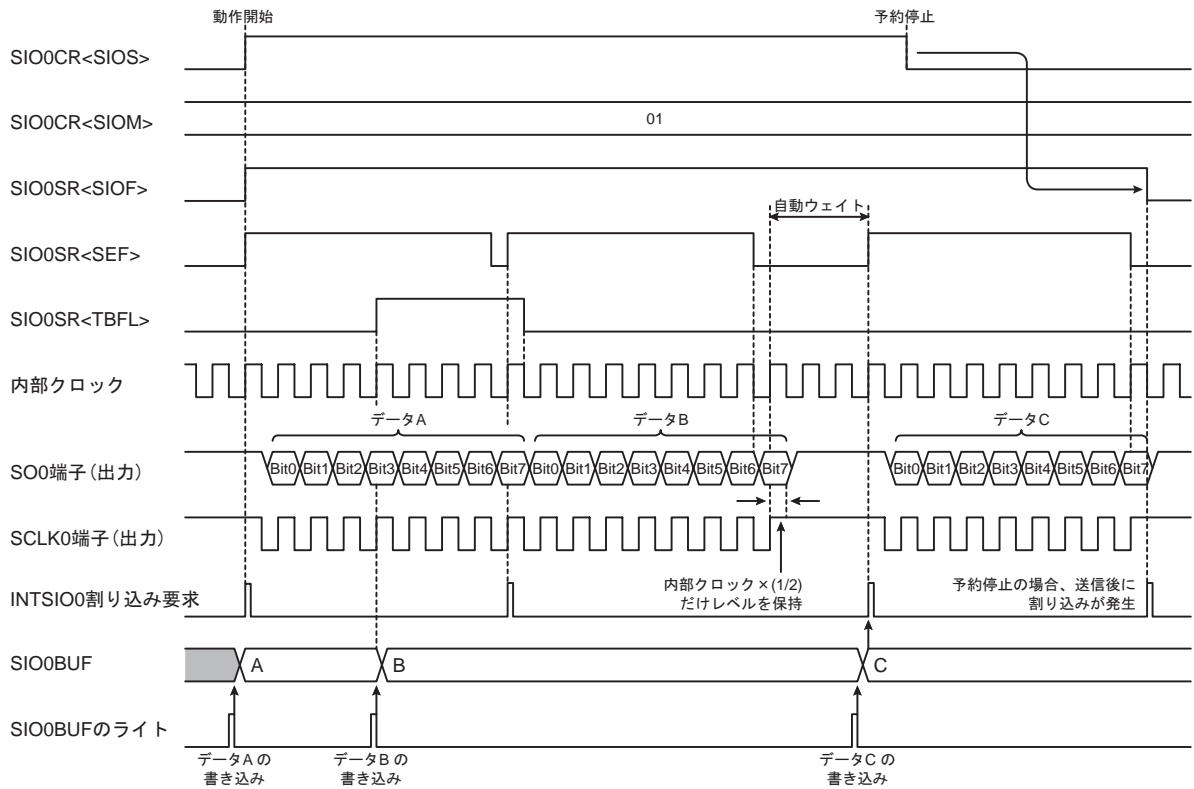 動作開始
予約停止
SIO0CR<SIOS>
SIO0CR<SIOM>
01
SIO0SR<SIOF>
自動ウェイト
SIO0SR<SEF>
SIO0SR<TBFL>
内部クロック
データA
データB
データC
SO0端子(出力)
Bit0 Bit1 Bit2 Bit3 Bit4 Bit5 Bit6 Bit7 Bit0 Bit1 Bit2 Bit3 Bit4 Bit5 Bit6 Bit7 Bit0 Bit1 Bit2 Bit3 Bit4 Bit5 Bit6 Bit7
SCLK0端子(出力)
内部クロック×(1/2)
だけレベルを保持
予約停止の場合、送信後に
割り込みが発生
INTSIO0割り込み要求
SIO0BUF
A
B
C
SIO0BUFのライト
データA の
書き込み
データB の
書き込み
データC の
書き込み